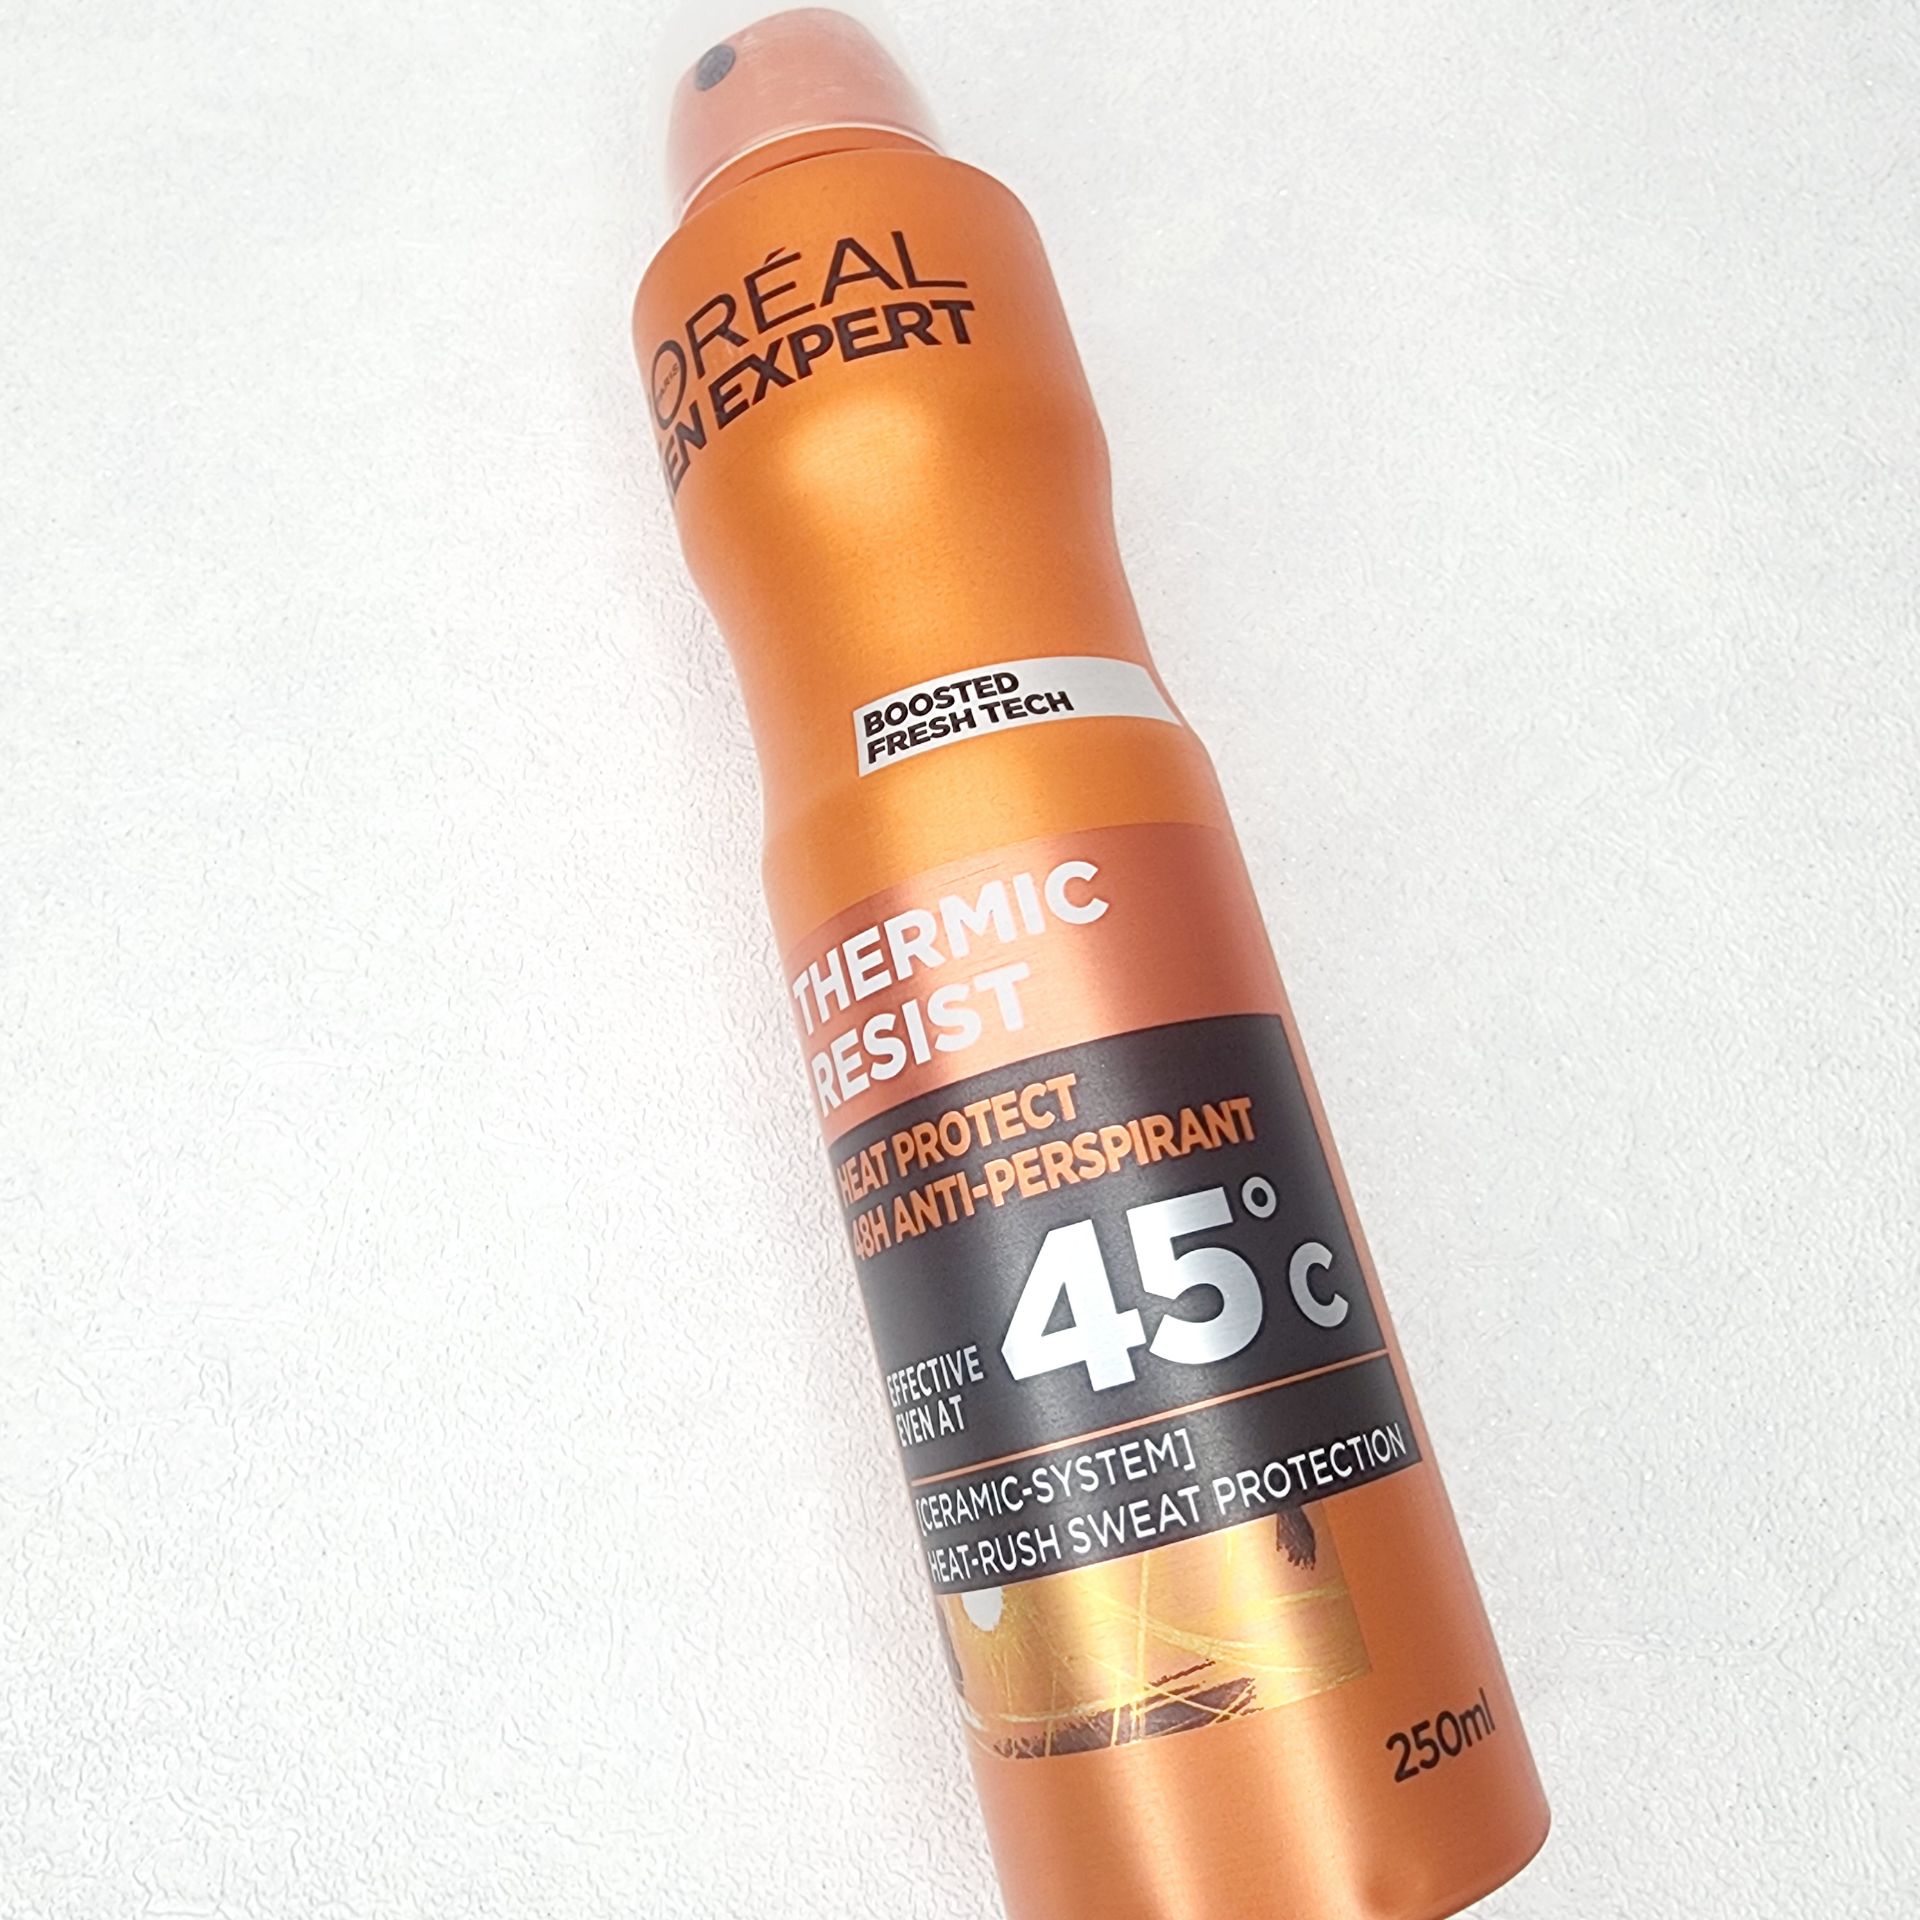 L'ORÉAL
PARIS
MEN EXPERT
BOOSTED
FRESH TECH
THERMIC
RESIST
HEAT PROTECT
48H ANTI-PERSPIRANT
EFFECTIVE
EVEN AT
45°C
[CERAMIC-SYSTEM]
HEAT-RUSH SWEAT PROTECTION
250ml